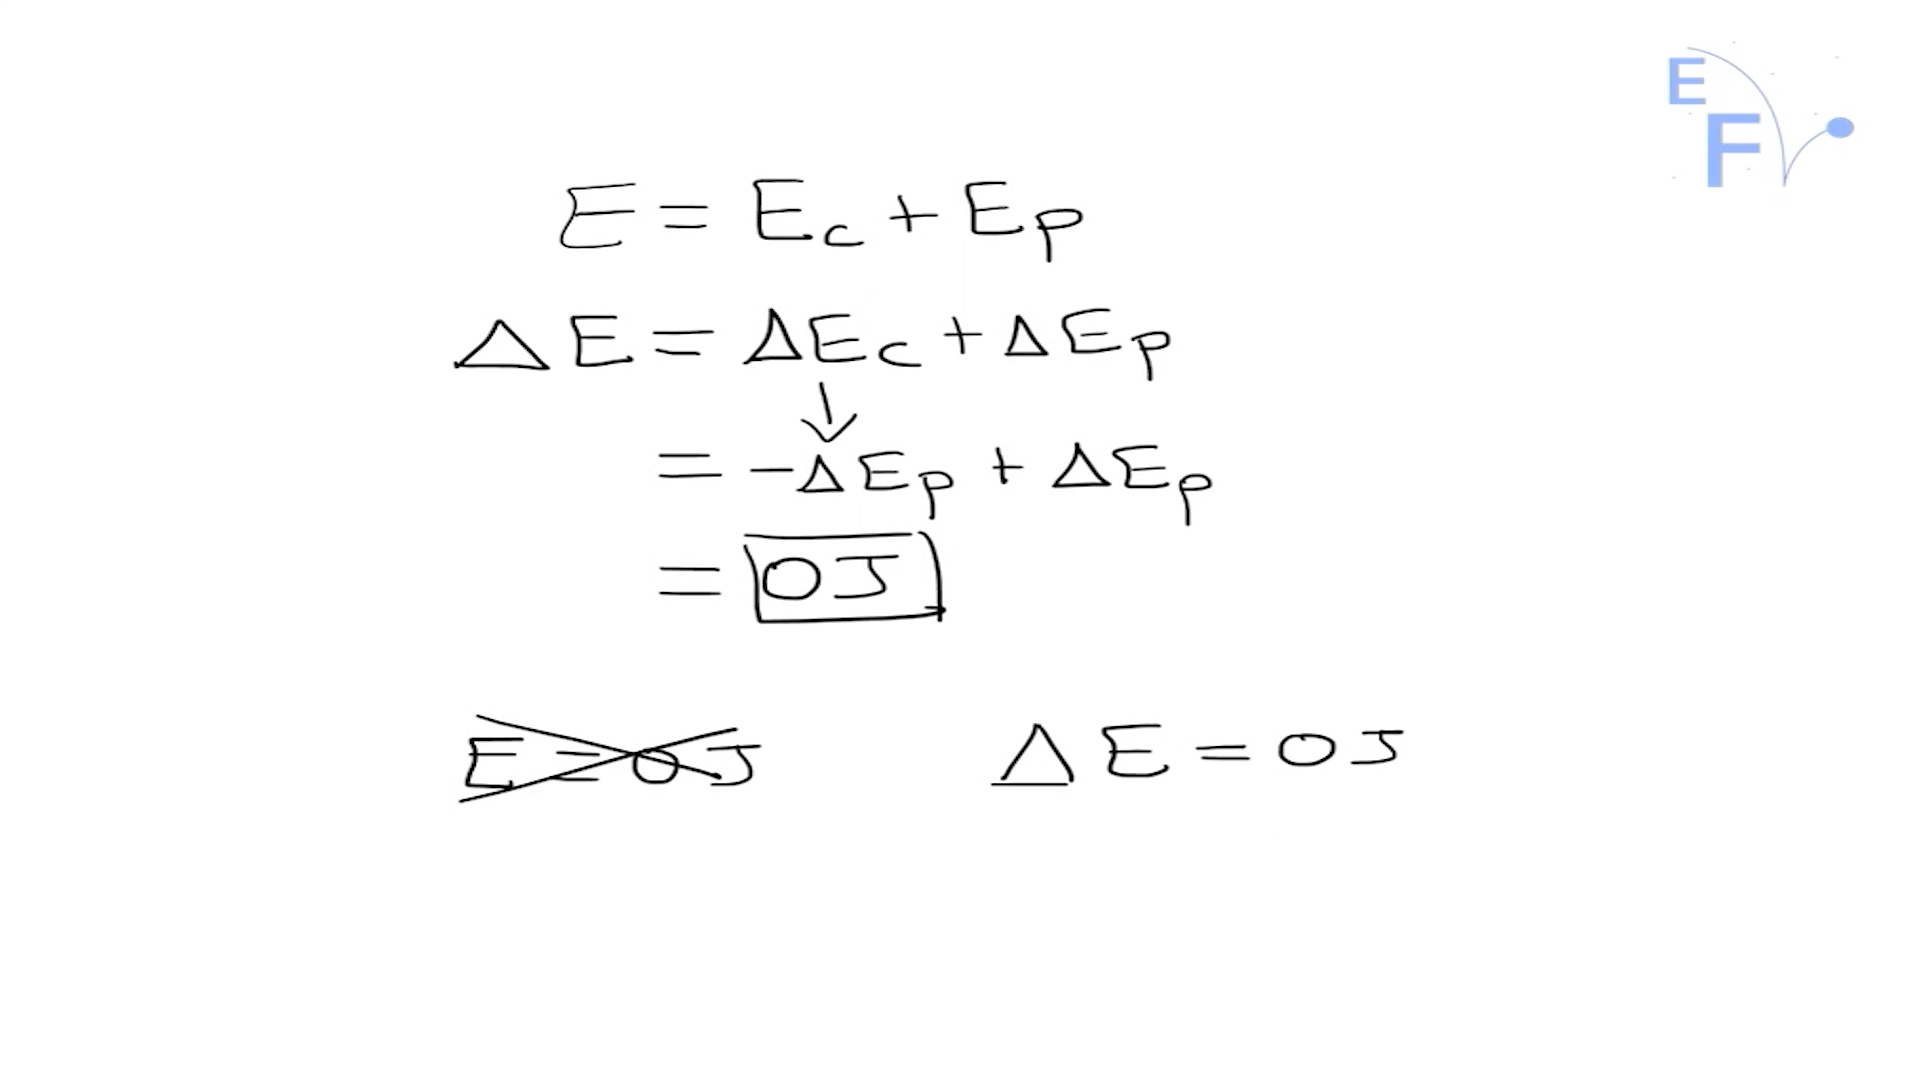 E F
E = Ec + Ep
ΔE = ΔEc + ΔEp
↓
= -ΔEp + ΔEp
= 0J
E = 0J ΔE = 0J